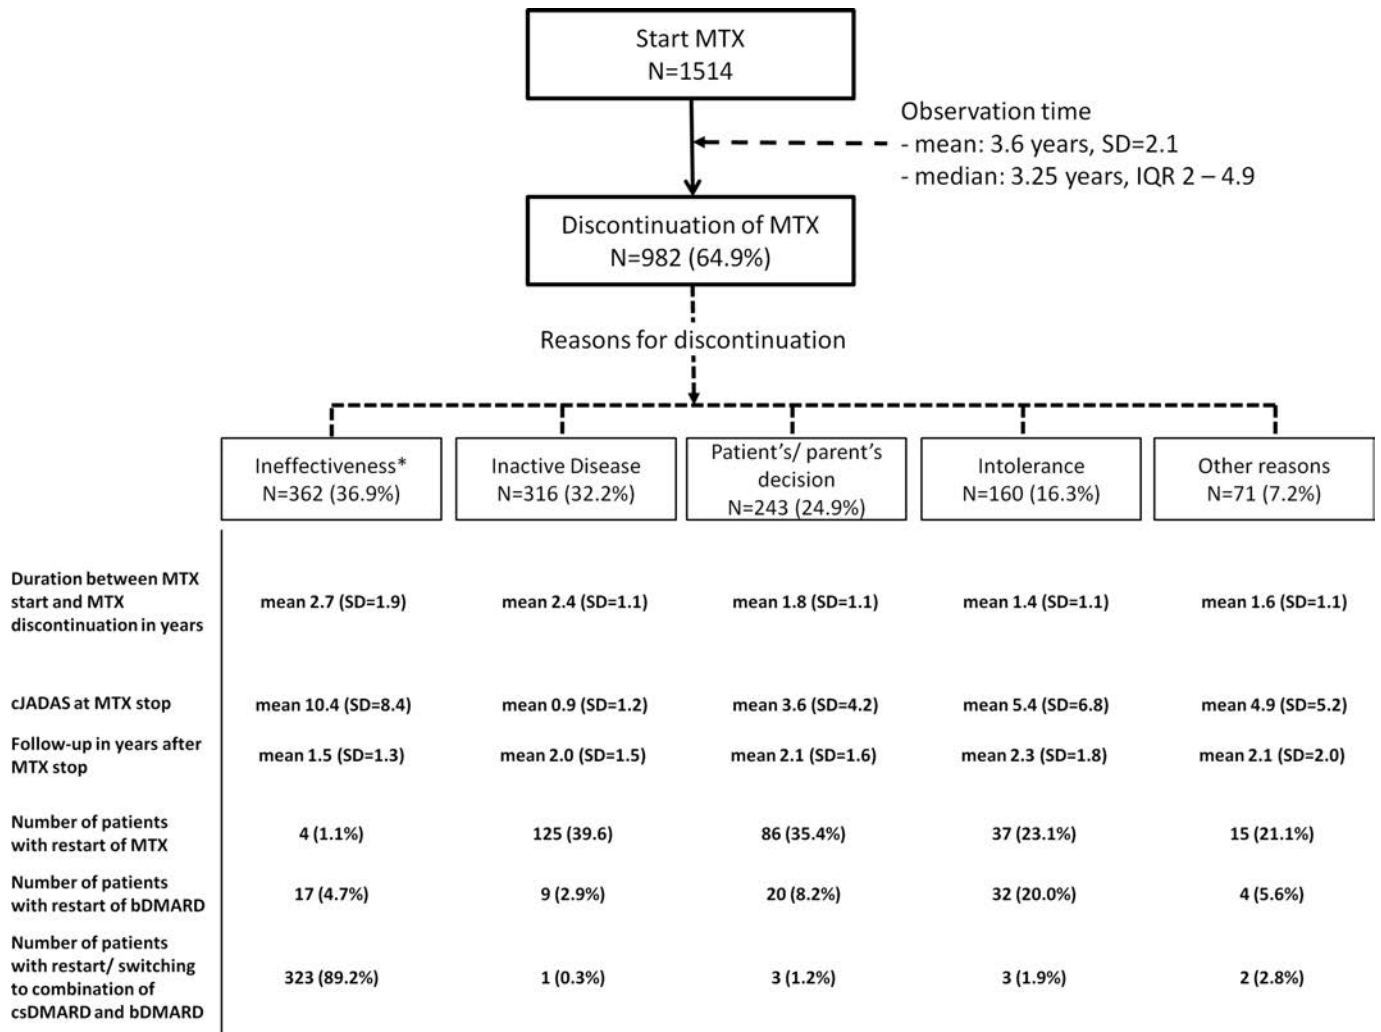 Start MTX
N=1514
Observation time
- mean: 3.6 years, SD=2.1
- median: 3.25 years, IQR 2 – 4.9
Discontinuation of MTX
N=982 (64.9%)
Reasons for discontinuation
Ineffectiveness*
N=362 (36.9%)
Inactive Disease
N=316 (32.2%)
Patient's/ parent's
decision
N=243 (24.9%)
Intolerance
N=160 (16.3%)
Other reasons
N=71 (7.2%)
Duration between MTX
start and MTX
discontinuation in years
mean 2.7 (SD=1.9)
mean 2.4 (SD=1.1)
mean 1.8 (SD=1.1)
mean 1.4 (SD=1.1)
mean 1.6 (SD=1.1)
cJADAS at MTX stop
mean 10.4 (SD=8.4)
mean 0.9 (SD=1.2)
mean 3.6 (SD=4.2)
mean 5.4 (SD=6.8)
mean 4.9 (SD=5.2)
Follow-up in years after
MTX stop
mean 1.5 (SD=1.3)
mean 2.0 (SD=1.5)
mean 2.1 (SD=1.6)
mean 2.3 (SD=1.8)
mean 2.1 (SD=2.0)
Number of patients
with restart of MTX
4 (1.1%)
125 (39.6)
86 (35.4%)
37 (23.1%)
15 (21.1%)
Number of patients
with restart of bDMARD
17 (4.7%)
9 (2.9%)
20 (8.2%)
32 (20.0%)
4 (5.6%)
Number of patients
with restart/ switching
to combination of
csDMARD and bDMARD
323 (89.2%)
1 (0.3%)
3 (1.2%)
3 (1.9%)
2 (2.8%)